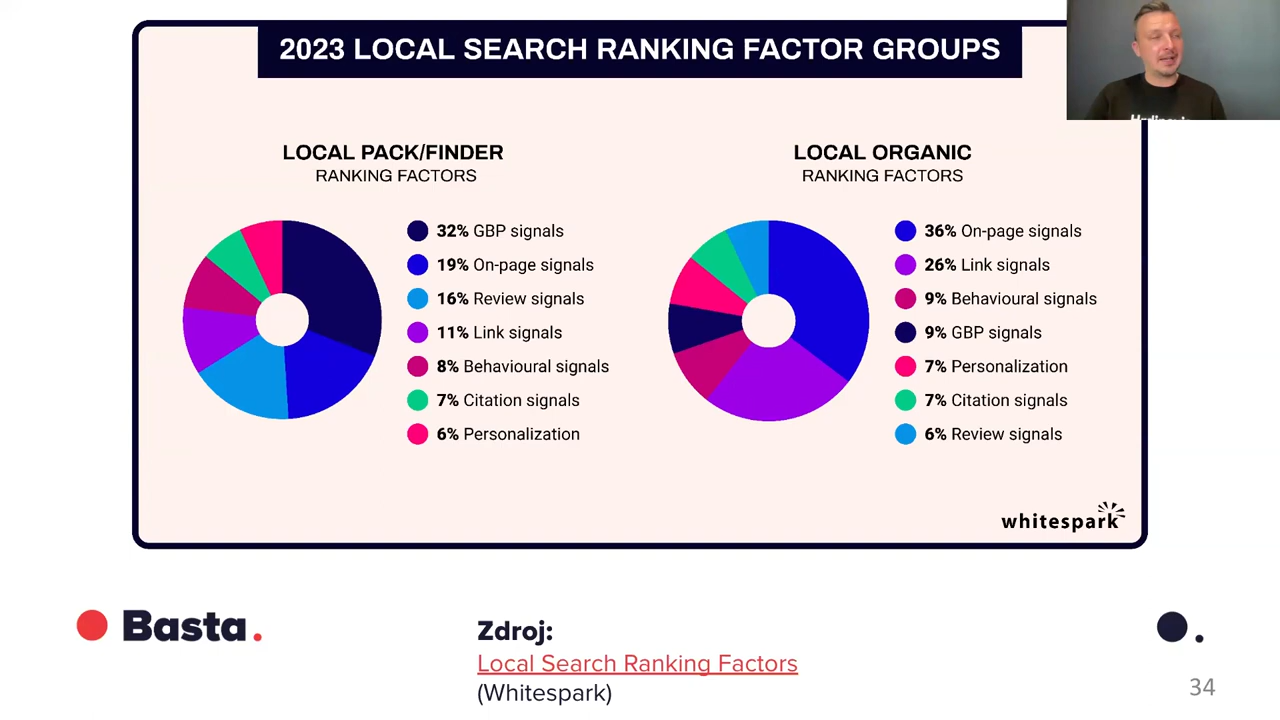 2023 LOCAL SEARCH RANKING FACTOR GROUPS
LOCAL PACK/FINDER
RANKING FACTORS
32% GBP signals
19% On-page signals
16% Review signals
11% Link signals
8% Behavioural signals
7% Citation signals
6% Personalization
LOCAL ORGANIC
RANKING FACTORS
36% On-page signals
26% Link signals
9% Behavioural signals
9% GBP signals
7% Personalization
7% Citation signals
6% Review signals
whitespark
Basta.
Zdroj:
Local Search Ranking Factors
(Whitespark)
34